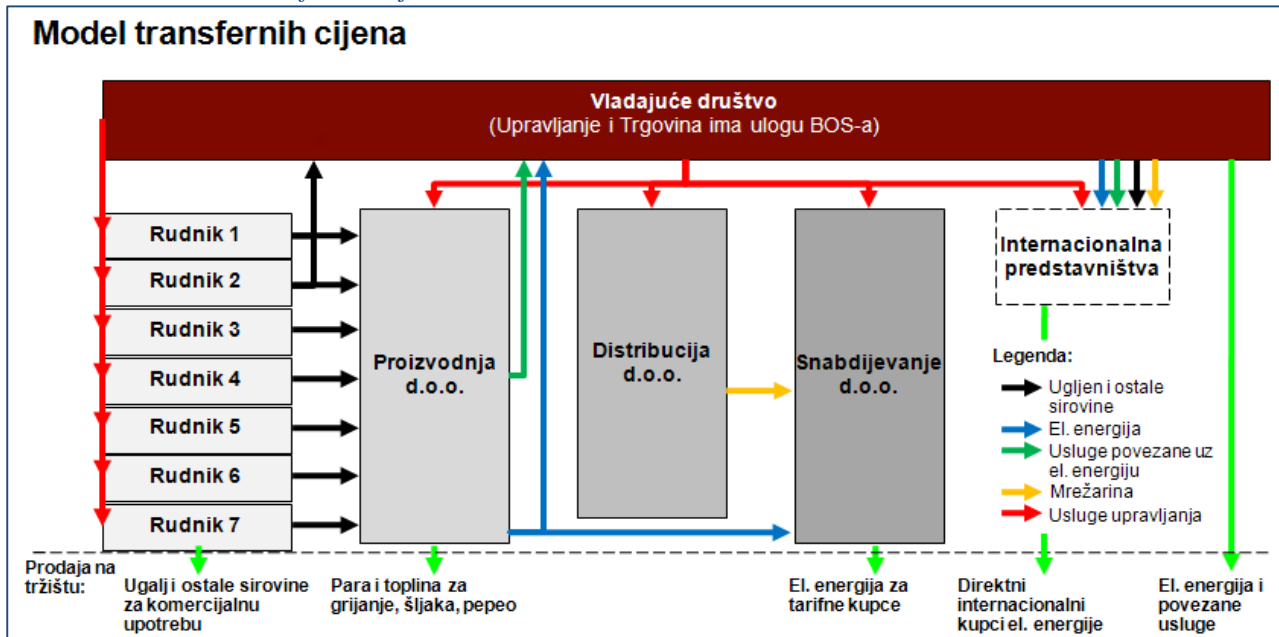 Model transfernih cijena
Vladajuće društvo
(Upravljanje i Trgovina ima ulogu BOS-a)
Rudnik 1
Rudnik 2
Rudnik 3
Rudnik 4
Rudnik 5
Rudnik 6
Rudnik 7
Proizvodnja
d.o.o.
Distribucija
d.o.o.
Snabdijevanje
d.o.o.
Internacionalna
predstavništva
Legenda:
Ugljen i ostale
sirovine
El. energija
Usluge povezane uz
el. energiju
Mrežarina
Usluge upravljanja
Prodaja na
tržištu:
Ugalj i ostale sirovine
za komercijalnu
upotrebu
Para i toplina za
grijanje, šljaka, pepeo
El. energija za
tarifne kupce
Direktni
internacionalni
kupci el. energije
El. energija i
povezane
usluge